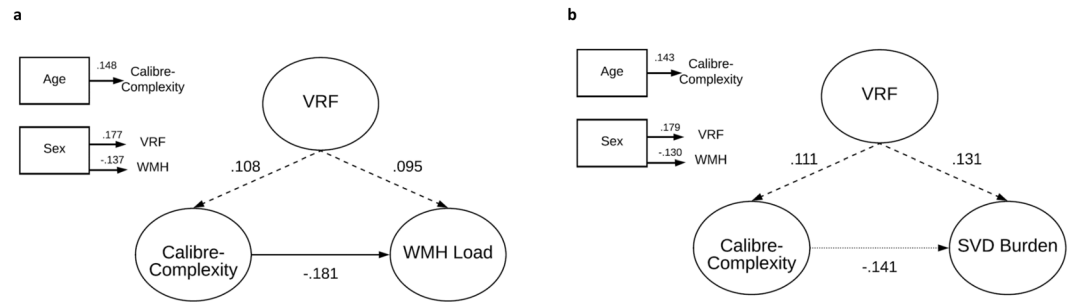 a
Age
.148
Calibre-
Complexity
Sex
.177
VRF
-.137
WMH
VRF
.108
.095
Calibre-
Complexity
-.181
WMH Load
b
Age
.143
Calibre-
Complexity
Sex
.179
VRF
-.130
WMH
VRF
.111
.131
Calibre-
Complexity
-.141
SVD Burden